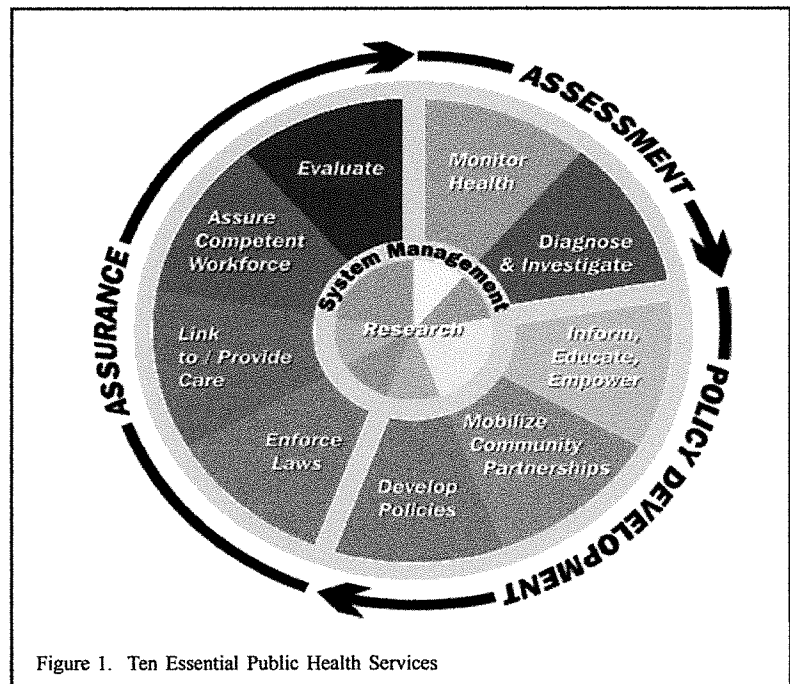 ASSESSMENT
Monitor
Health
Diagnose
& Investigate
POLICY DEVELOPMENT
Inform,
Educate,
Empower
Mobilize
Community
Partnerships
Develop
Policies
ASSURANCE
Enforce
Laws
Link
to / Provide
Care
Assure
Competent
Workforce
Evaluate
System Management
Research
Figure 1. Ten Essential Public Health Services